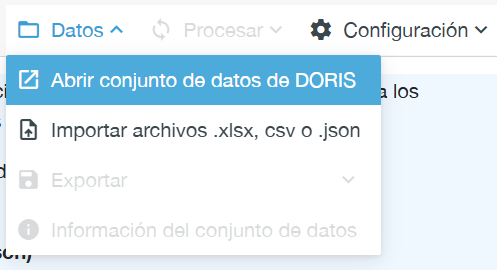 Datos Procesar Configuración
Abrir conjunto de datos de DORIS
a los
Importar archivos .xlsx, csv o .json
Exportar
Información del conjunto de datos